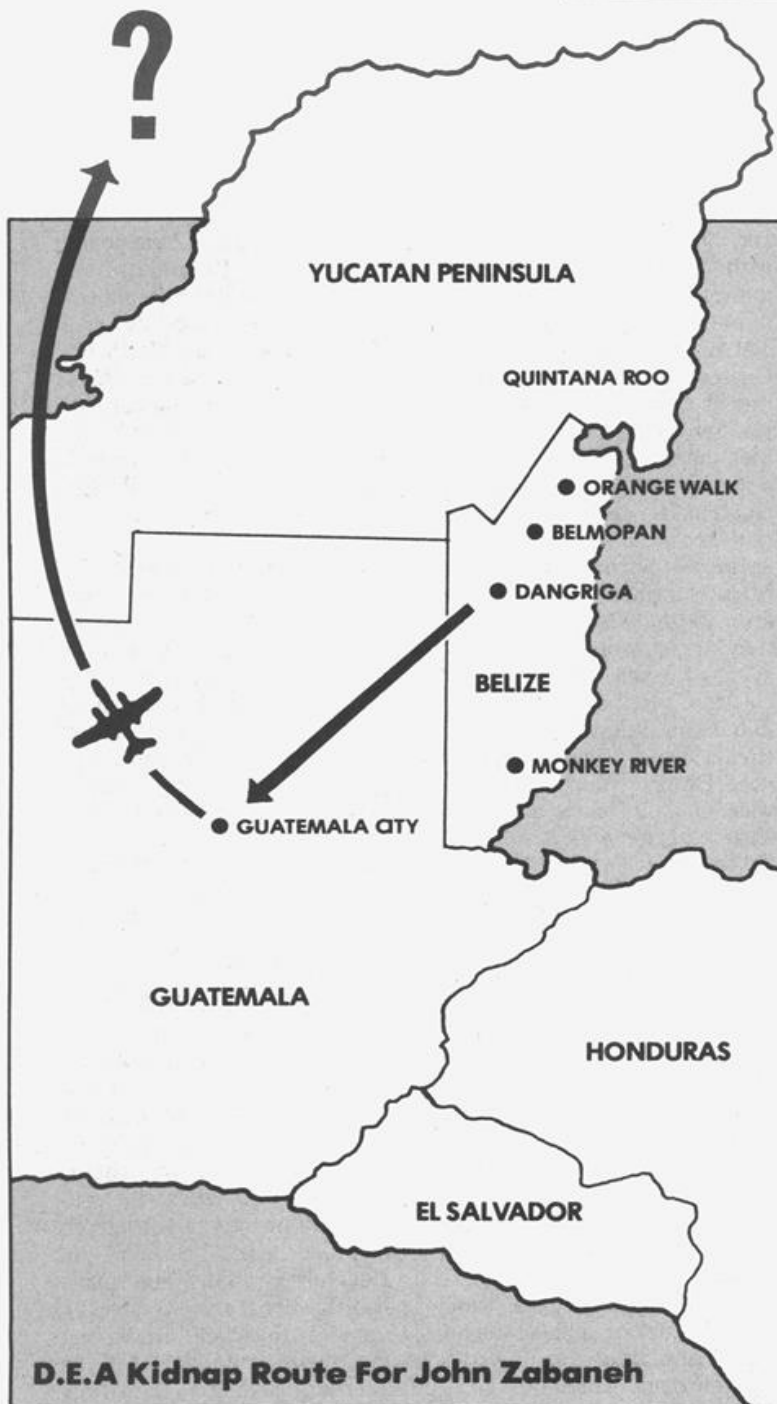 ?
YUCATAN PENINSULA
QUINTANA ROO
ORANGE WALK
BELMOPAN
DANGRIGA
BELIZE
MONKEY RIVER
GUATEMALA CITY
GUATEMALA
HONDURAS
EL SALVADOR
D.E.A Kidnap Route For John Zabaneh